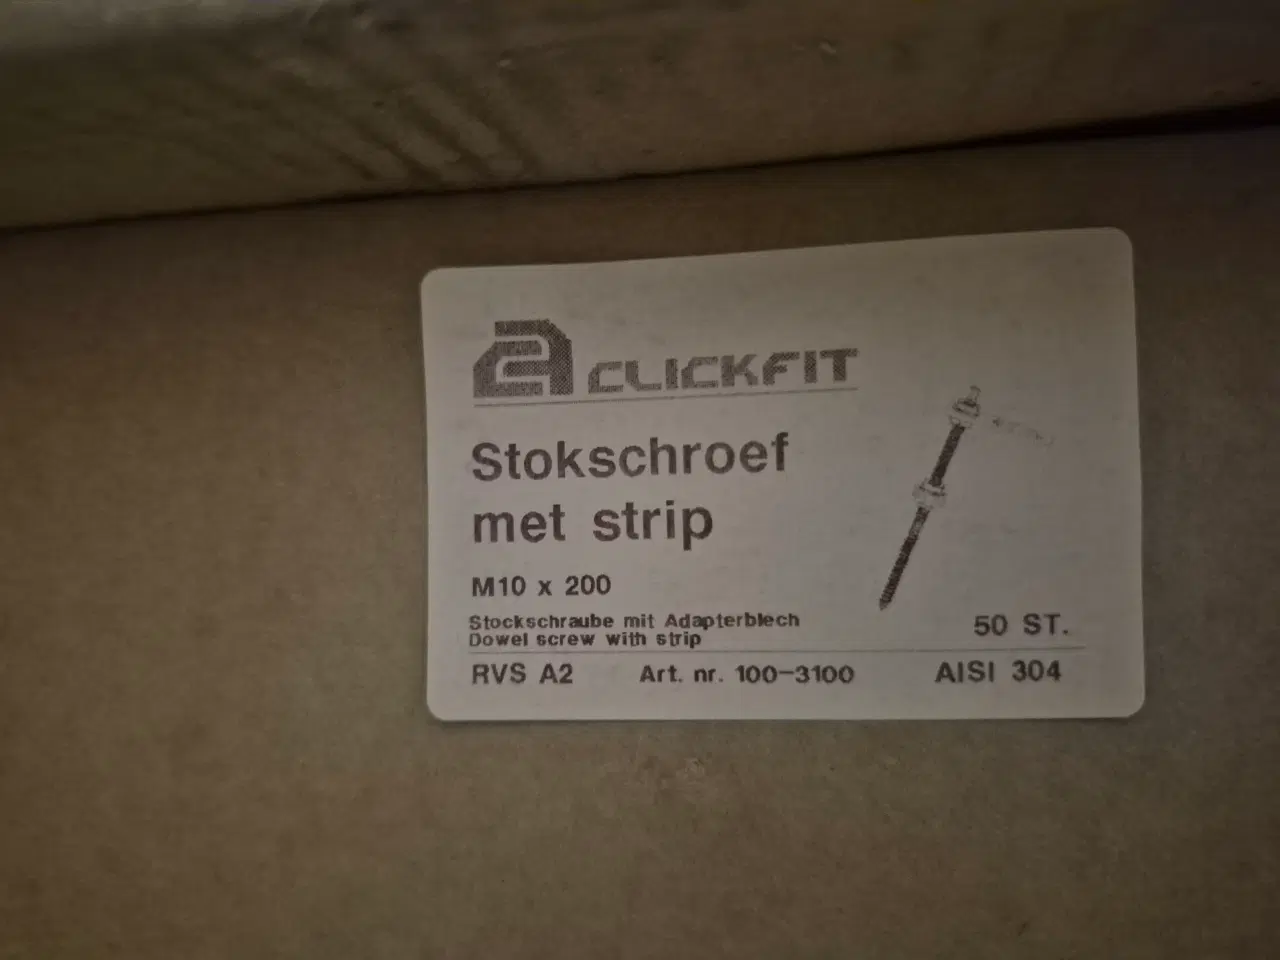 CLICKFIT
Stokschroef
met strip
M10 x 200
Stockschraube mit Adapterblech
Dowel screw with strip
50 ST.
RVS A2 Art. nr. 100-3100 AISI 304